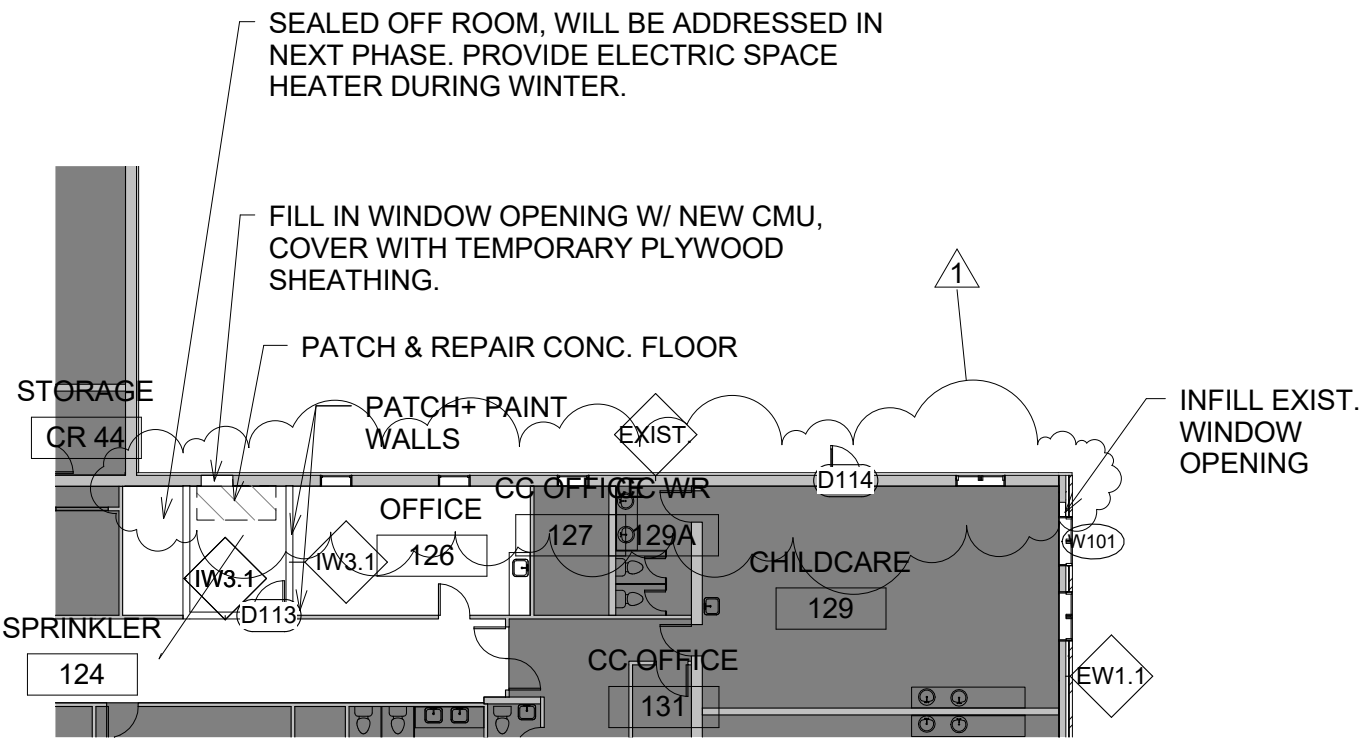 SEALED OFF ROOM, WILL BE ADDRESSED IN
NEXT PHASE. PROVIDE ELECTRIC SPACE
HEATER DURING WINTER.
FILL IN WINDOW OPENING W/ NEW CMU,
COVER WITH TEMPORARY PLYWOOD
SHEATHING.
1
PATCH & REPAIR CONC. FLOOR
STORAGE
CR 44
PATCH+ PAINT
WALLS
EXIST.
INFILL EXIST.
WINDOW
OPENING
D114
CC OFFICE
127
CC WR
129A
OFFICE
126
W101
IW3.1
IW3.1
CHILDCARE
129
D113
SPRINKLER
124
CC OFFICE
131
EW1.1